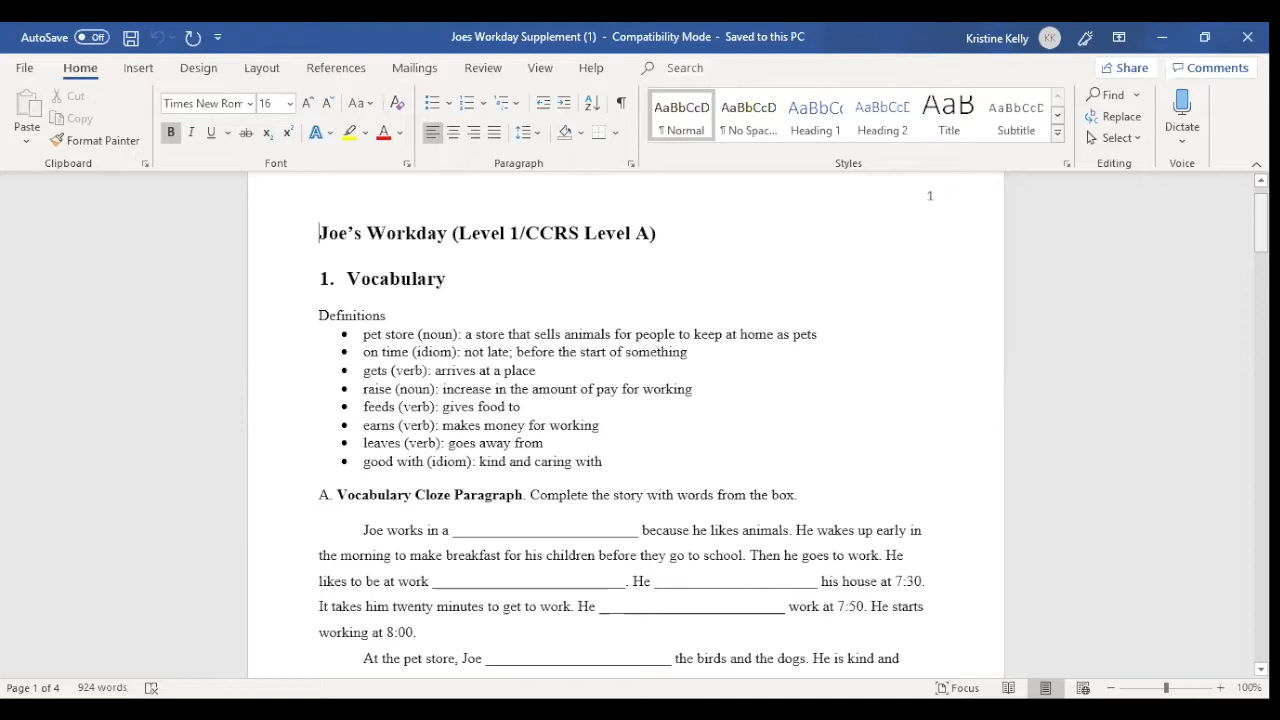 AutoSave Off Joes Workday Supplement (1) - Compatibility Mode - Saved to this PC Kristine Kelly KK
File Home Insert Design Layout References Mailings Review View Help Search Share Comments
Paste Cut Copy Format Painter
Times New Rom 16
Aa
B I U ab x₂ x² A A
AaBbCcD AaBbCcD AaBbCc AaBbCcD AaB AaBbCcD
¶ Normal ¶ No Spac... Heading 1 Heading 2 Title Subtitle
Find Replace Select
Dictate
Clipboard Font Paragraph Styles Editing Voice
1
Joe's Workday (Level 1/CCRS Level A)
1. Vocabulary
Definitions
• pet store (noun): a store that sells animals for people to keep at home as pets
• on time (idiom): not late; before the start of something
• gets (verb): arrives at a place
• raise (noun): increase in the amount of pay for working
• feeds (verb): gives food to
• earns (verb): makes money for working
• leaves (verb): goes away from
• good with (idiom): kind and caring with
A. Vocabulary Cloze Paragraph. Complete the story with words from the box.
Joe works in a ____________ because he likes animals. He wakes up early in
the morning to make breakfast for his children before they go to school. Then he goes to work. He
likes to be at work ____________. He ____________ his house at 7:30.
It takes him twenty minutes to get to work. He ____________ work at 7:50. He starts
working at 8:00.
At the pet store, Joe ____________ the birds and the dogs. He is kind and
Page 1 of 4 924 words Focus 100%